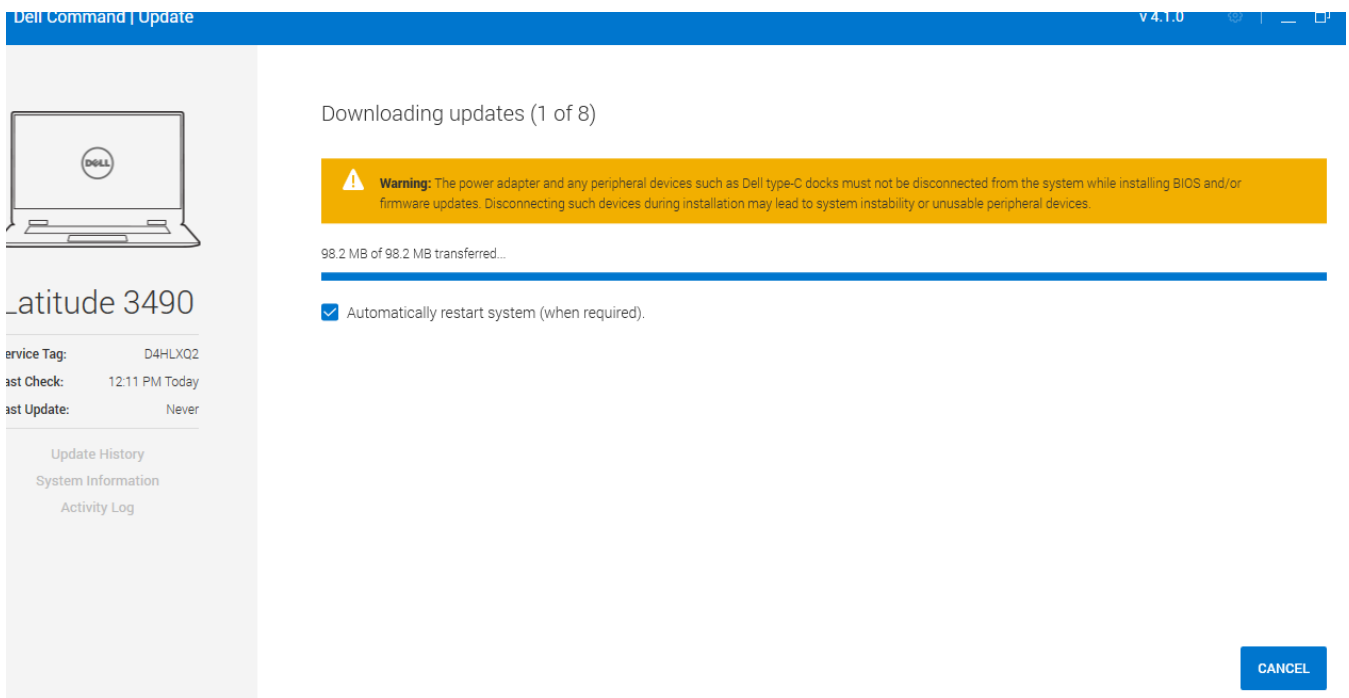 Dell Command | Update
v 4.1.0
DELL
Latitude 3490
ervice Tag: D4HLXQ2
ast Check: 12:11 PM Today
ast Update: Never
Update History
System Information
Activity Log
Downloading updates (1 of 8)
Warning: The power adapter and any peripheral devices such as Dell type-C docks must not be disconnected from the system while installing BIOS and/or
firmware updates. Disconnecting such devices during installation may lead to system instability or unusable peripheral devices.
98.2 MB of 98.2 MB transferred...
Automatically restart system (when required).
CANCEL